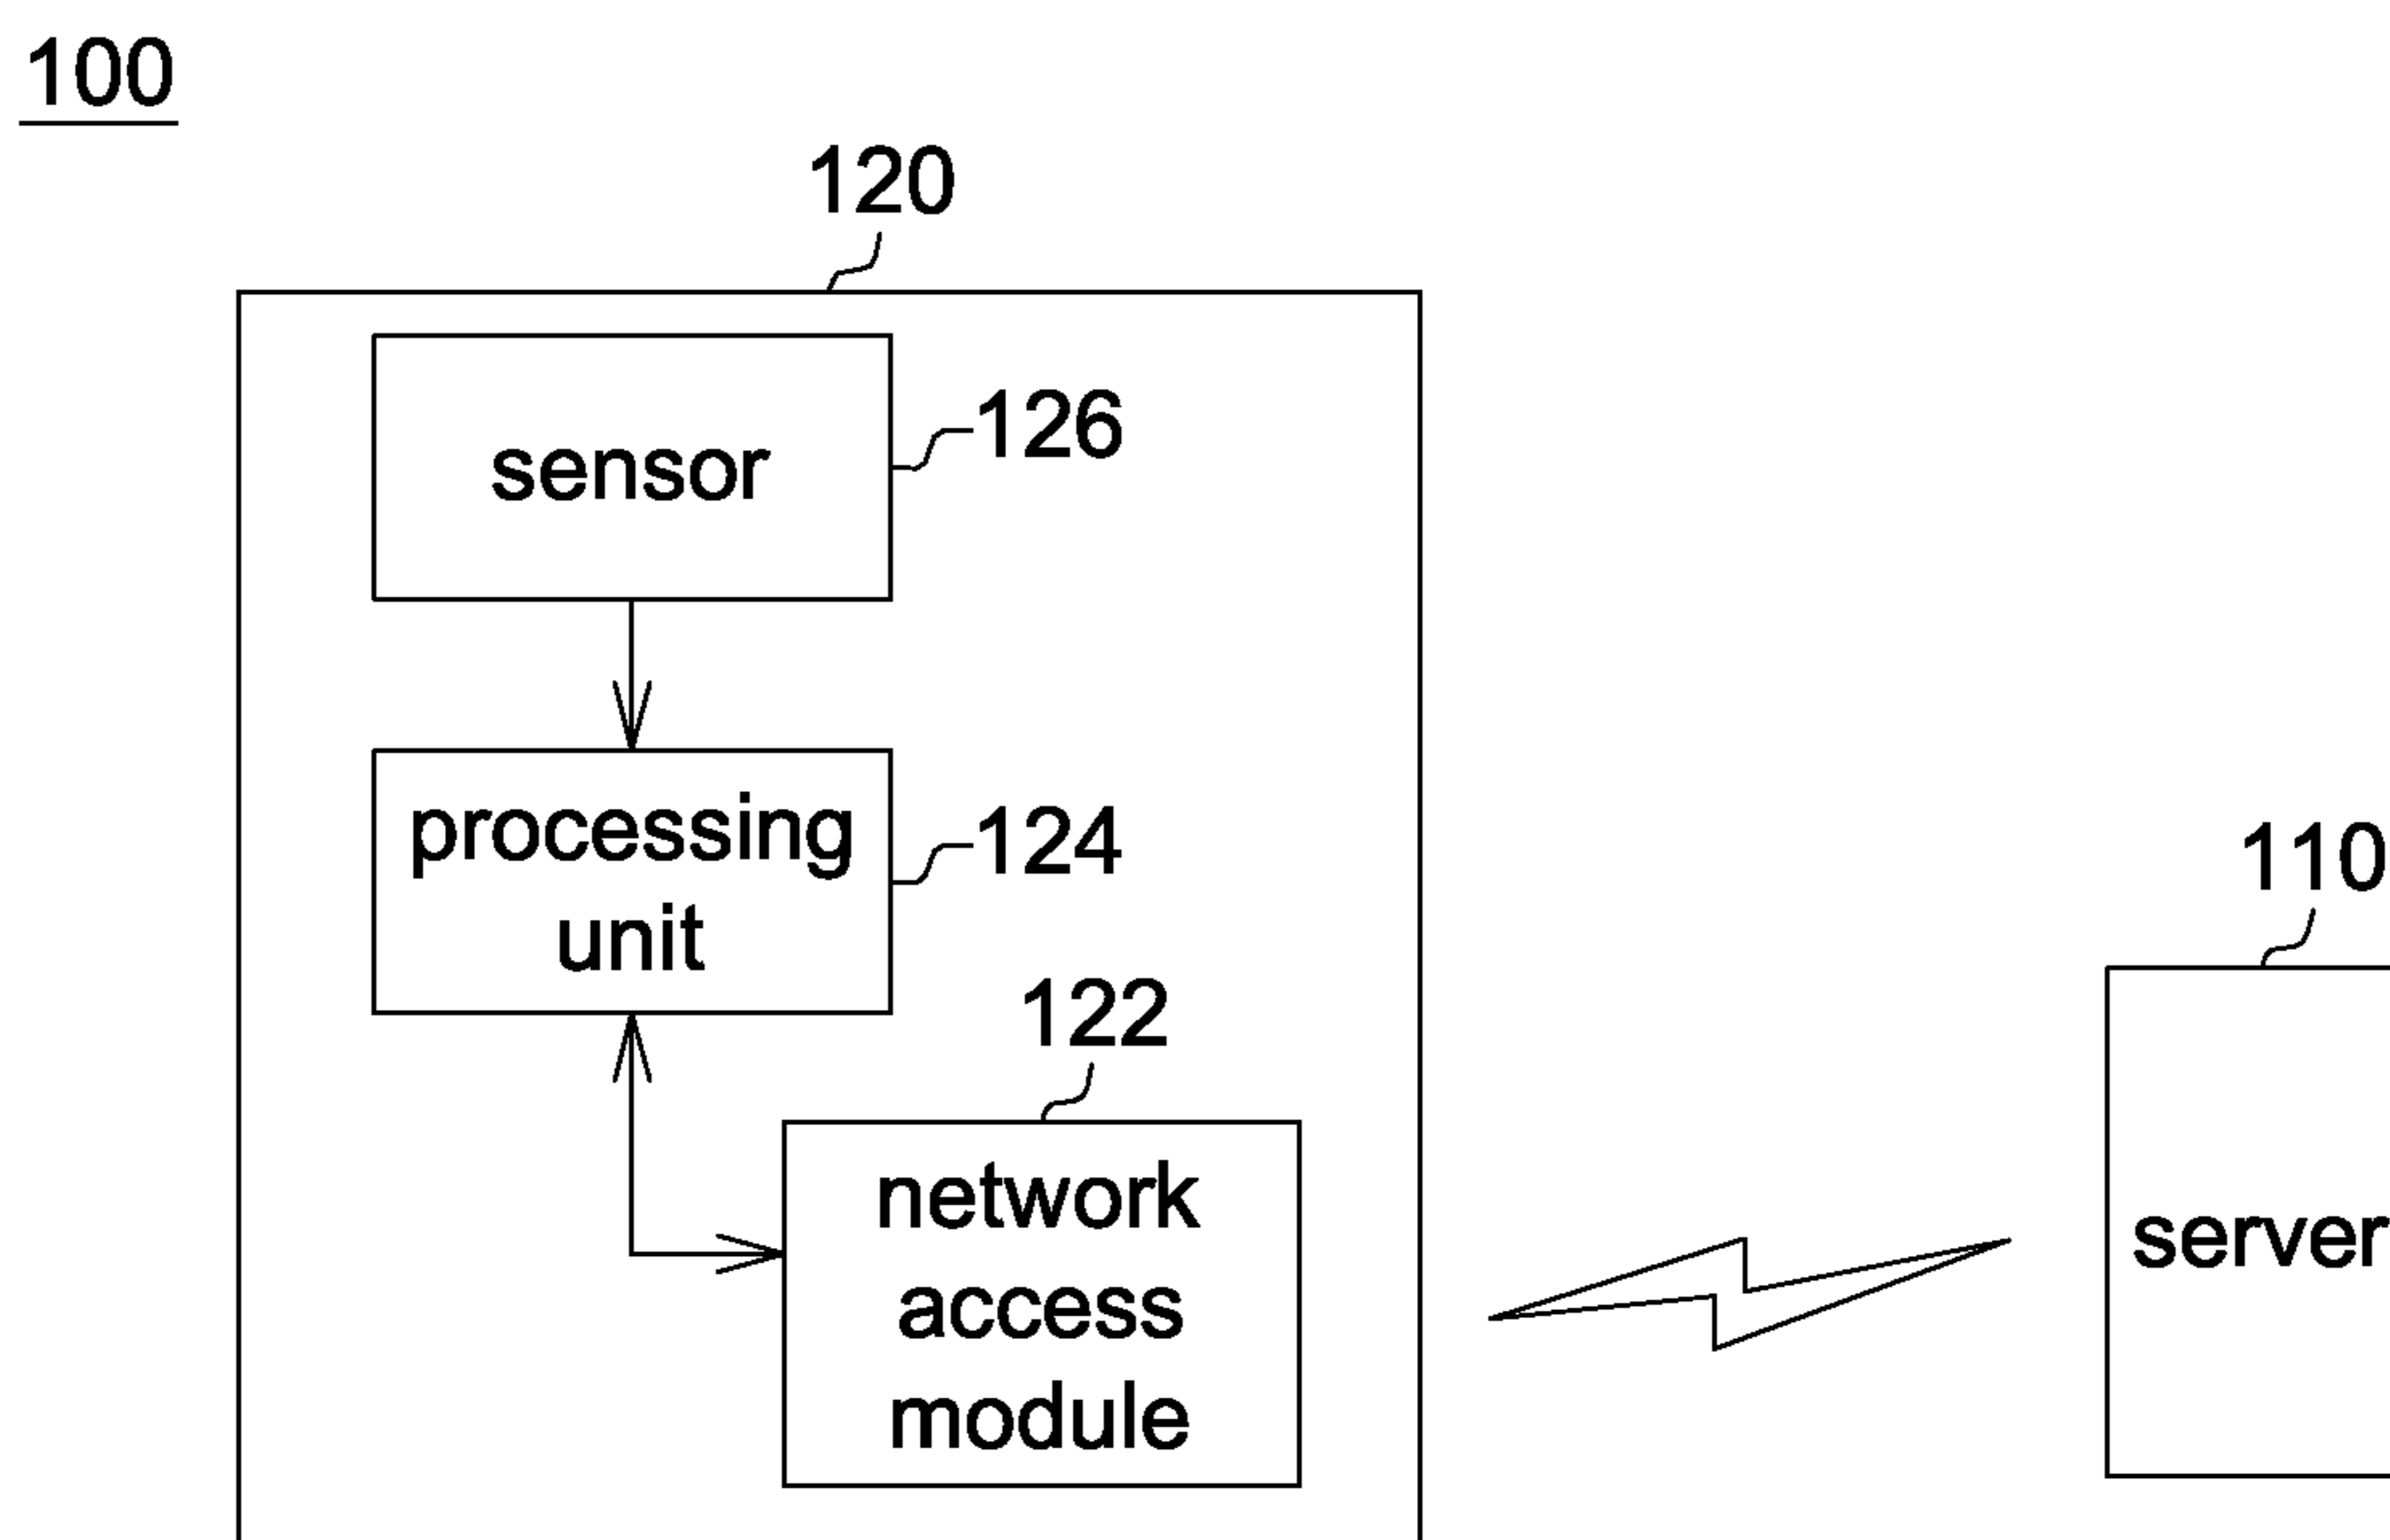 100
120
sensor
126
processing
unit
124
110
122
network
access
module
server